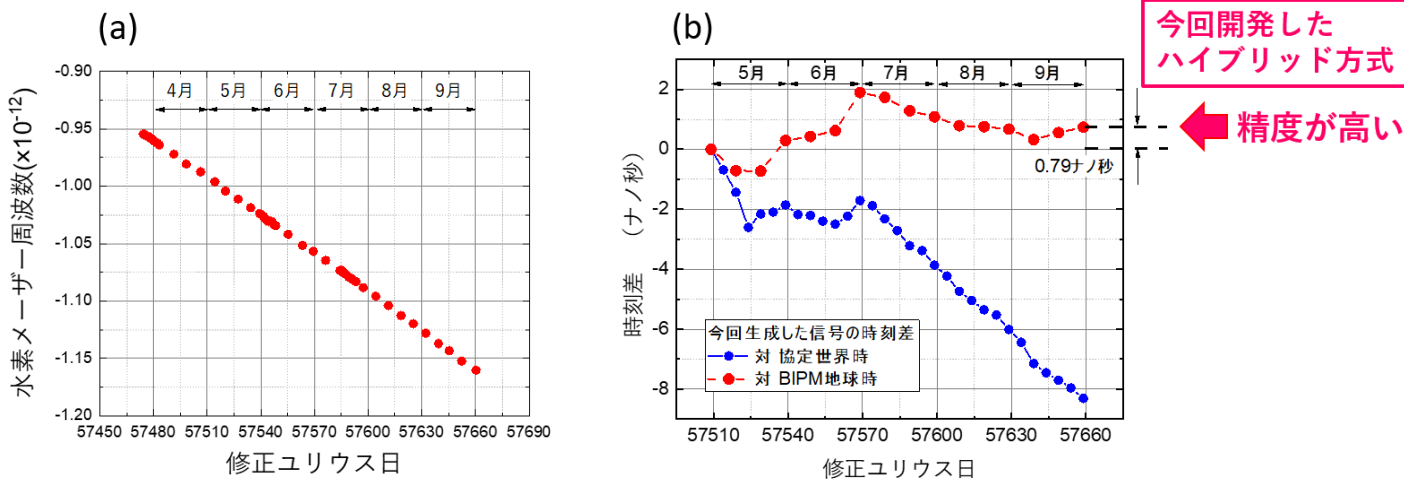 (a)
-0.90
-0.95
-1.00
-1.05
-1.10
-1.15
-1.20
水素メーザー周波数(x10⁻¹²)
4月 5月 6月 7月 8月 9月
57450 57480 57510 57540 57570 57600 57630 57660 57690
修正ユリウス日
(b)
5月 6月 7月 8月 9月
2
0
-2
-4
-6
-8
時刻差 (ナノ秒)
0.79ナノ秒
今回生成した信号の時刻差
対 協定世界時
対 BIPM地球時
57510 57540 57570 57600 57630 57660
修正ユリウス日
今回開発した
ハイブリッド方式
精度が高い